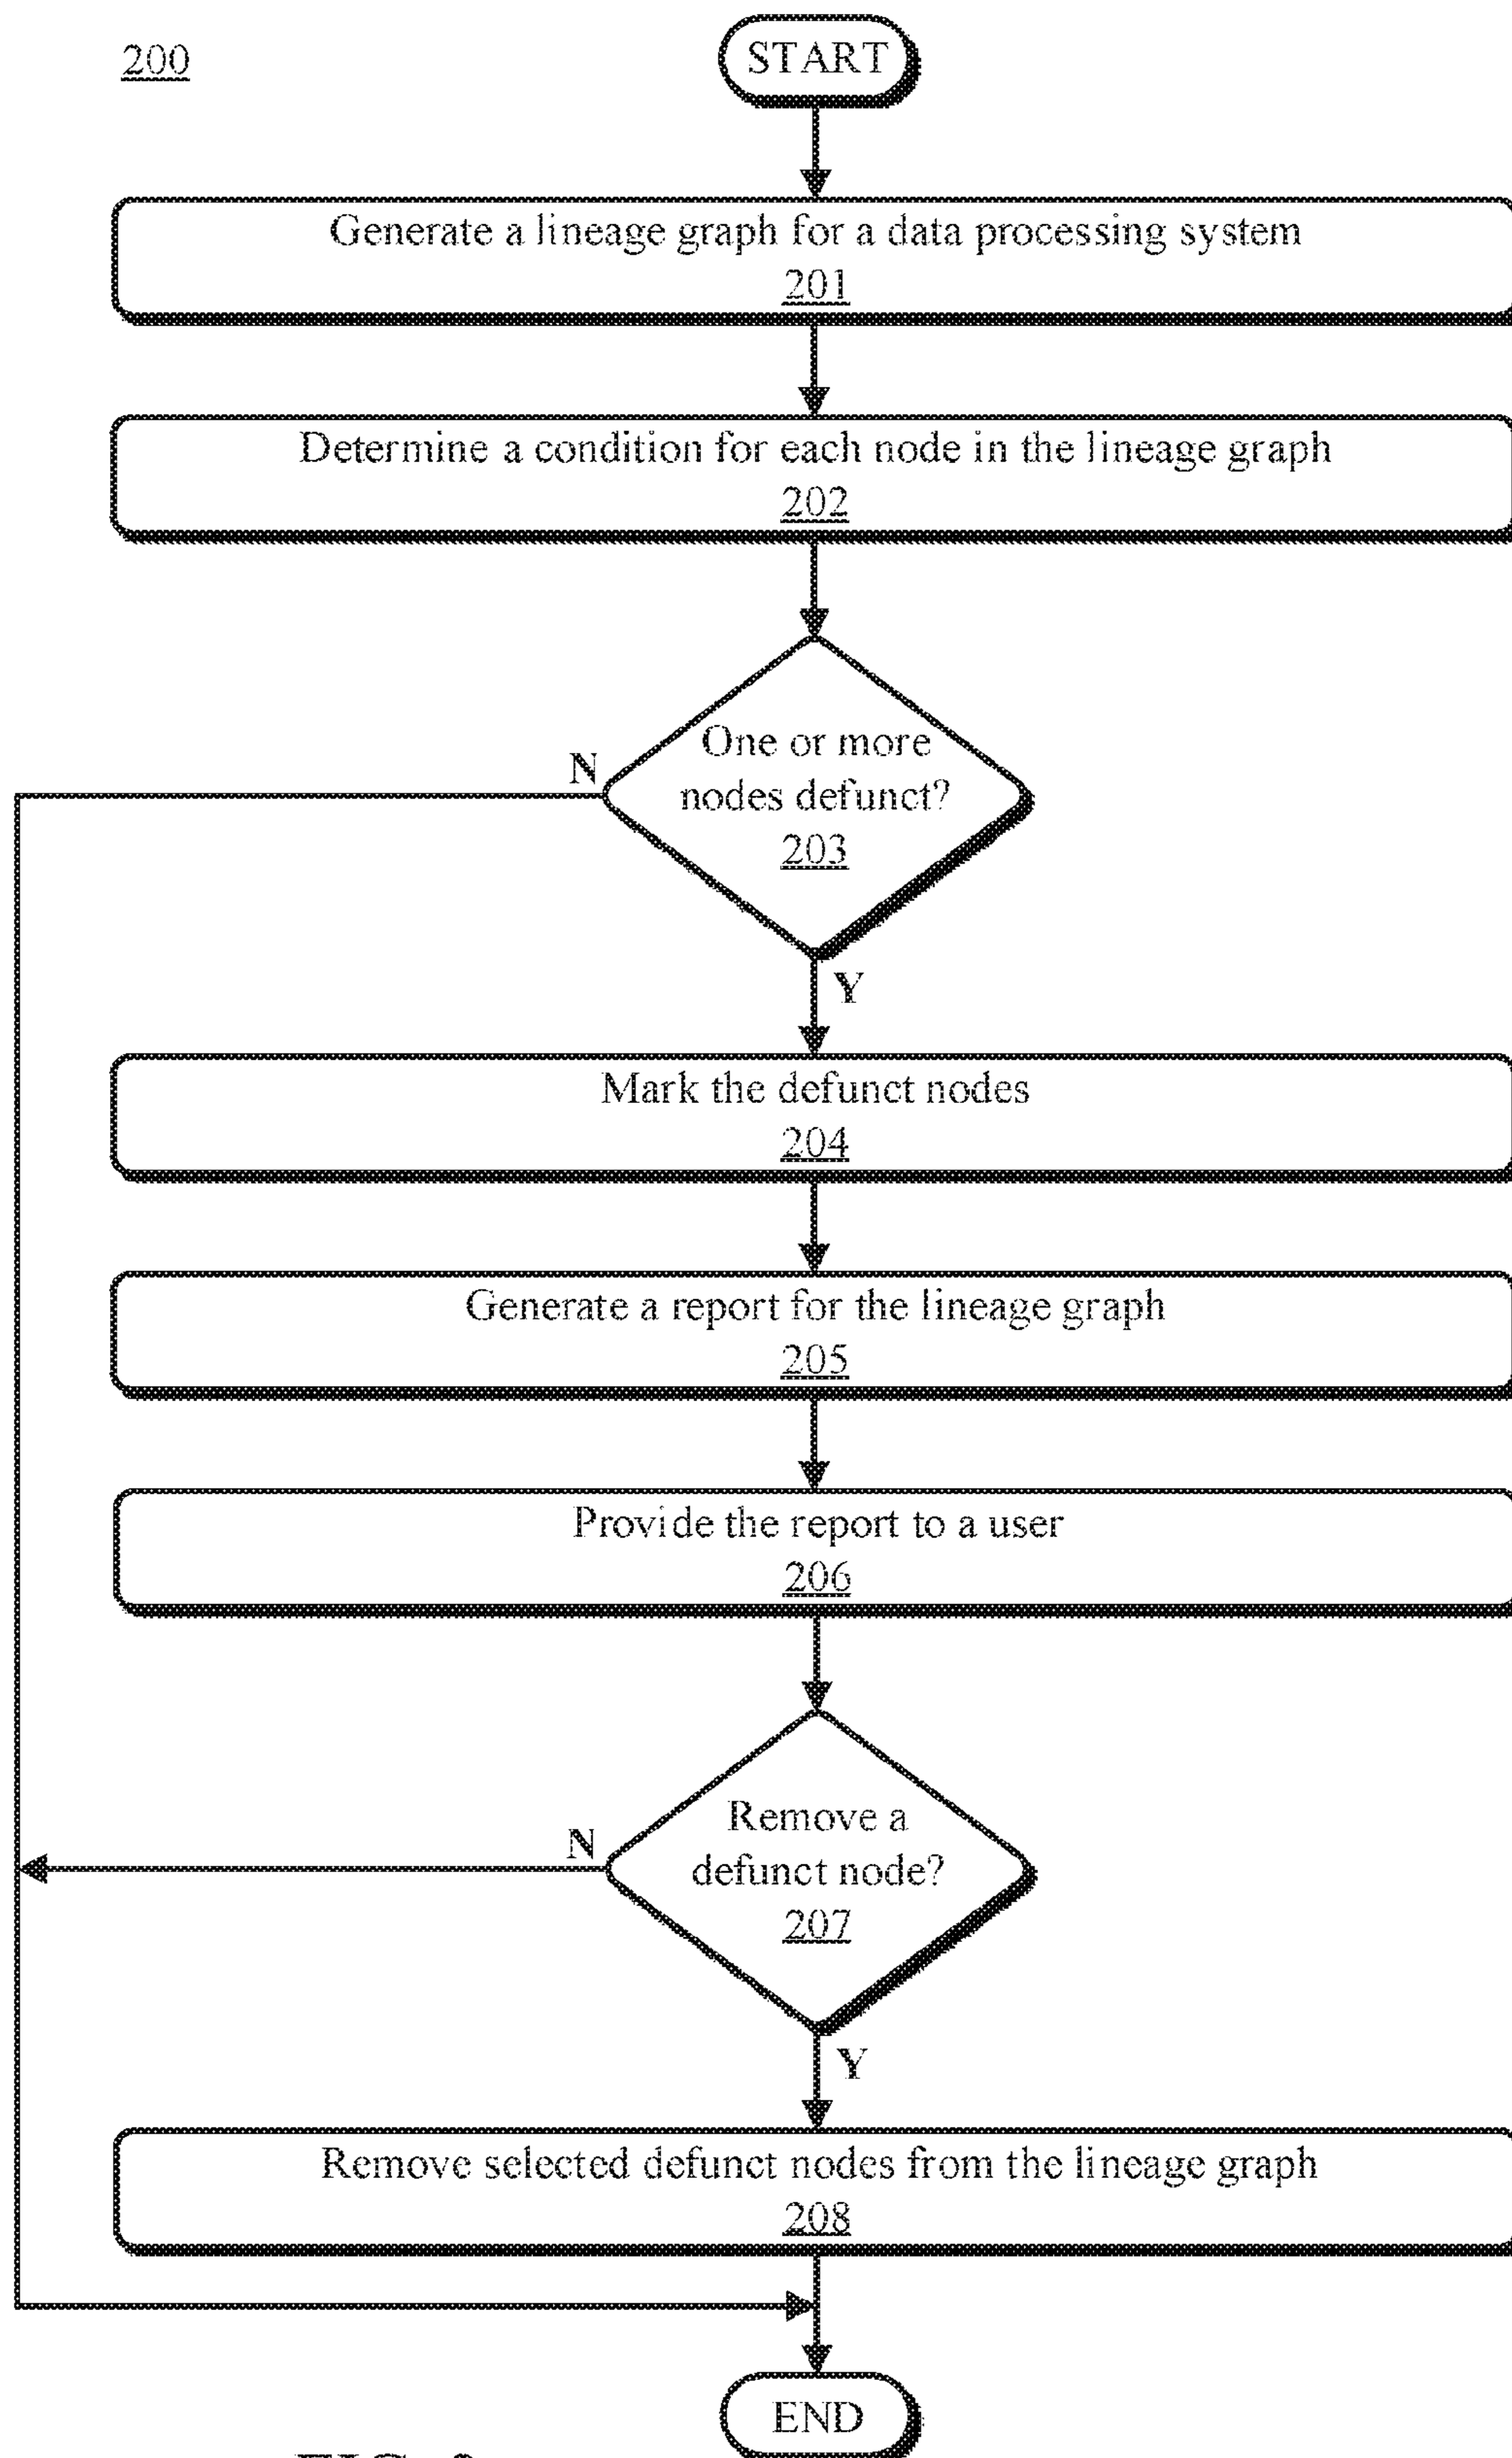 200
START
Generate a lineage graph for a data processing system
201
Determine a condition for each node in the lineage graph
202
One or more
nodes defunct?
203
N
Y
Mark the defunct nodes
204
Generate a report for the lineage graph
205
Provide the report to a user
206
Remove a
defunct node?
207
N
Y
Remove selected defunct nodes from the lineage graph
208
END